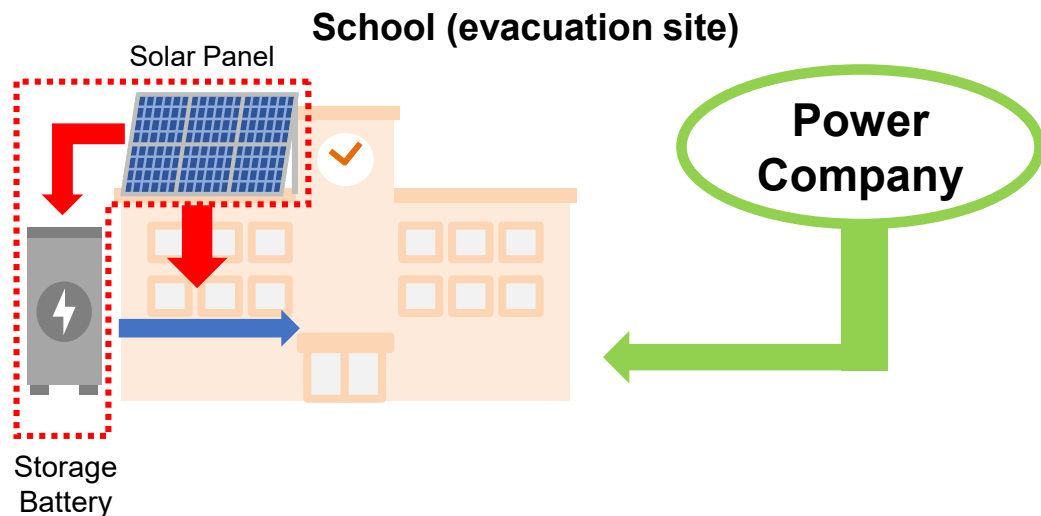 School (evacuation site)
Solar Panel
Power
Company
Storage
Battery